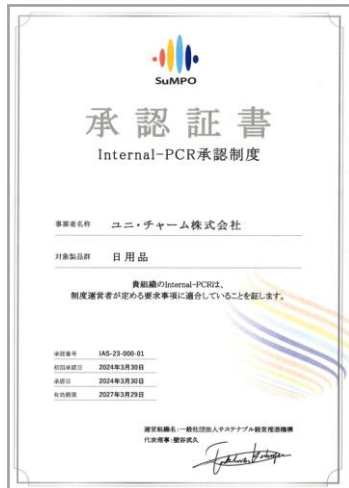 SuMPO
承認証書
Internal-PCR承認制度
事業者名称 ユニ・チャーム株式会社
対象製品群 日用品
貴組織のInternal-PCRは、
制度運営者が定める要求事項に適合していることを証します。
承認番号 IAS-23-000-01
初回承認日 2024年3月30日
承認日 2024年3月30日
有効期限 2027年3月29日
運営組織名：一般社団法人サステナブル経営推進機構
代表理事：壁谷武久